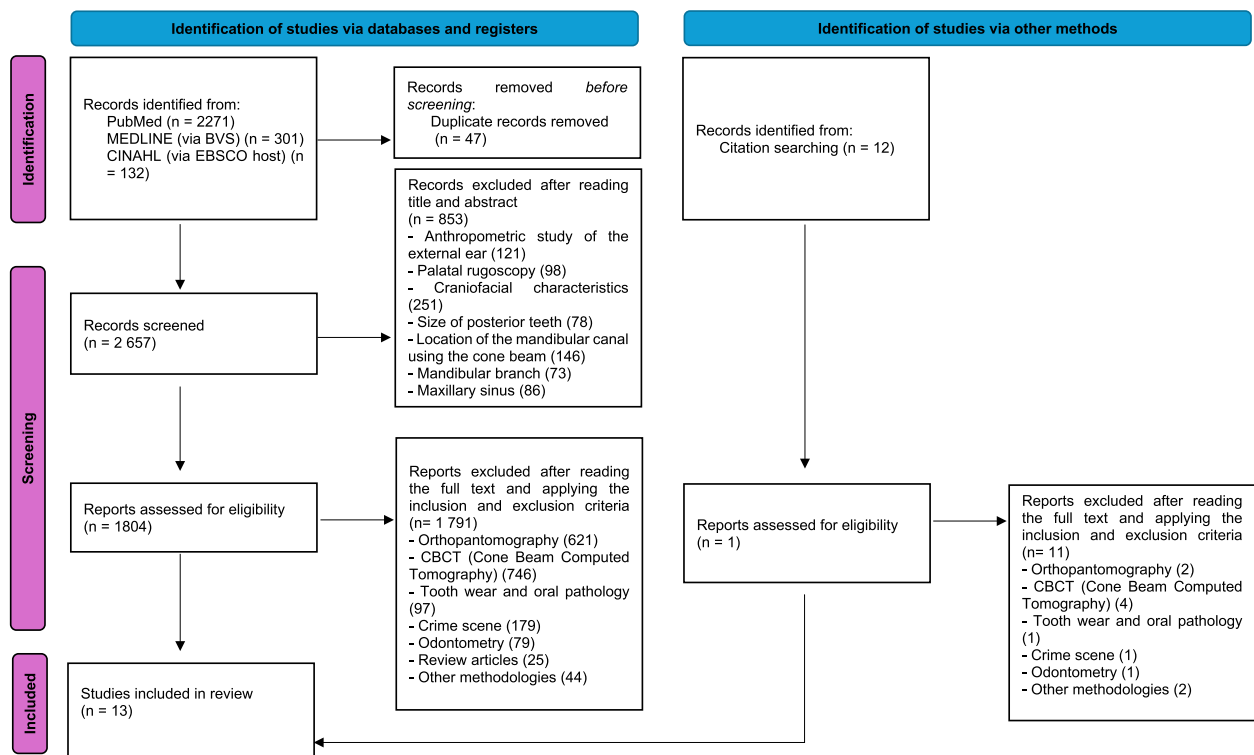 Identification of studies via databases and registers
Identification of studies via other methods
Identification
Records identified from:
PubMed (n = 2271)
MEDLINE (via BVS) (n = 301)
CINAHL (via EBSCO host) (n
= 132)
Records removed before
screening:
Duplicate records removed
(n = 47)
Records identified from:
Citation searching (n = 12)
Screening
Records screened
(n = 2 657)
Records excluded after reading
title and abstract
(n = 853)
- Anthropometric study of the
external ear (121)
- Palatal rugoscopy (98)
- Craniofacial characteristics
(251)
- Size of posterior teeth (78)
- Location of the mandibular canal
using the cone beam (146)
- Mandibular branch (73)
- Maxillary sinus (86)
Reports assessed for eligibility
(n = 1804)
Reports excluded after reading
the full text and applying the
inclusion and exclusion criteria
(n= 1 791)
- Orthopantomography (621)
- CBCT (Cone Beam Computed
Tomography) (746)
- Tooth wear and oral pathology
(97)
- Crime scene (179)
- Odontometry (79)
- Review articles (25)
- Other methodologies (44)
Reports assessed for eligibility
(n = 1)
Reports excluded after reading
the full text and applying the
inclusion and exclusion criteria
(n= 11)
- Orthopantomography (2)
- CBCT (Cone Beam Computed
Tomography) (4)
- Tooth wear and oral pathology
(1)
- Crime scene (1)
- Odontometry (1)
- Other methodologies (2)
Included
Studies included in review
(n = 13)